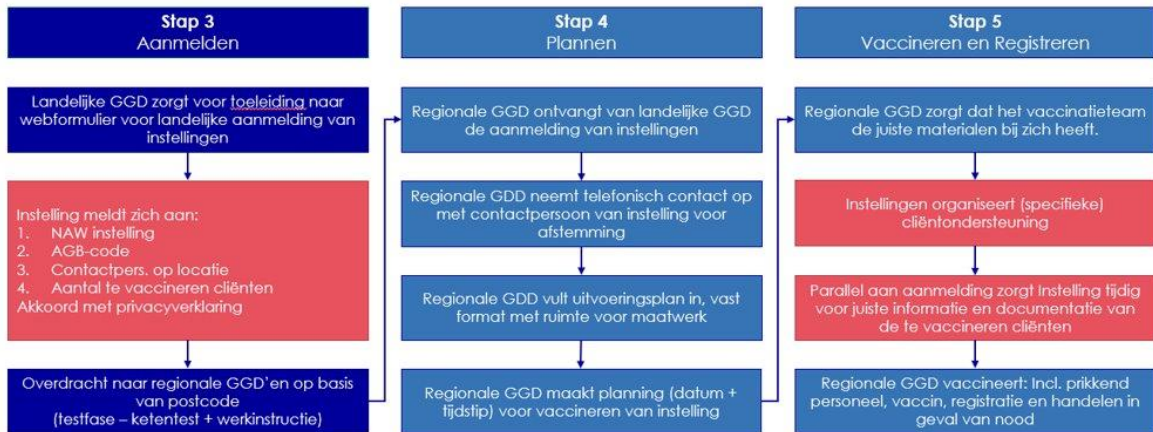 Stap 3
Aanmelden
Landelijke GGD zorgt voor toeleiding naar
webformulier voor landelijke aanmelding van
instellingen
Instelling meldt zich aan:
1. NAW instelling
2. AGB-code
3. Contactpers. op locatie
4. Aantal te vaccineren cliënten
Akkoord met privacyverklaring
Overdracht naar regionale GGD'en op basis
van postcode
(testfase – ketentest + werkinstructie)
Stap 4
Plannen
Regionale GGD ontvangt van landelijke GGD
de aanmelding van instellingen
Regionale GDD neemt telefonisch contact op
met contactpersoon van instelling voor
afstemming
Regionale GDD vult uitvoeringsplan in, vast
format met ruimte voor maatwerk
Regionale GGD maakt planning (datum +
tijdstip) voor vaccineren van instelling
Stap 5
Vaccineren en Registreren
Regionale GGD zorgt dat het vaccinatieteam
de juiste materialen bij zich heeft.
Instellingen organiseert (specifieke)
cliëntondersteuning
Parallel aan aanmelding zorgt Instelling tijdig
voor juiste informatie en documentatie van
de te vaccineren cliënten
Regionale GGD vaccineert: Incl. prikkend
personeel, vaccin, registratie en handelen in
geval van nood